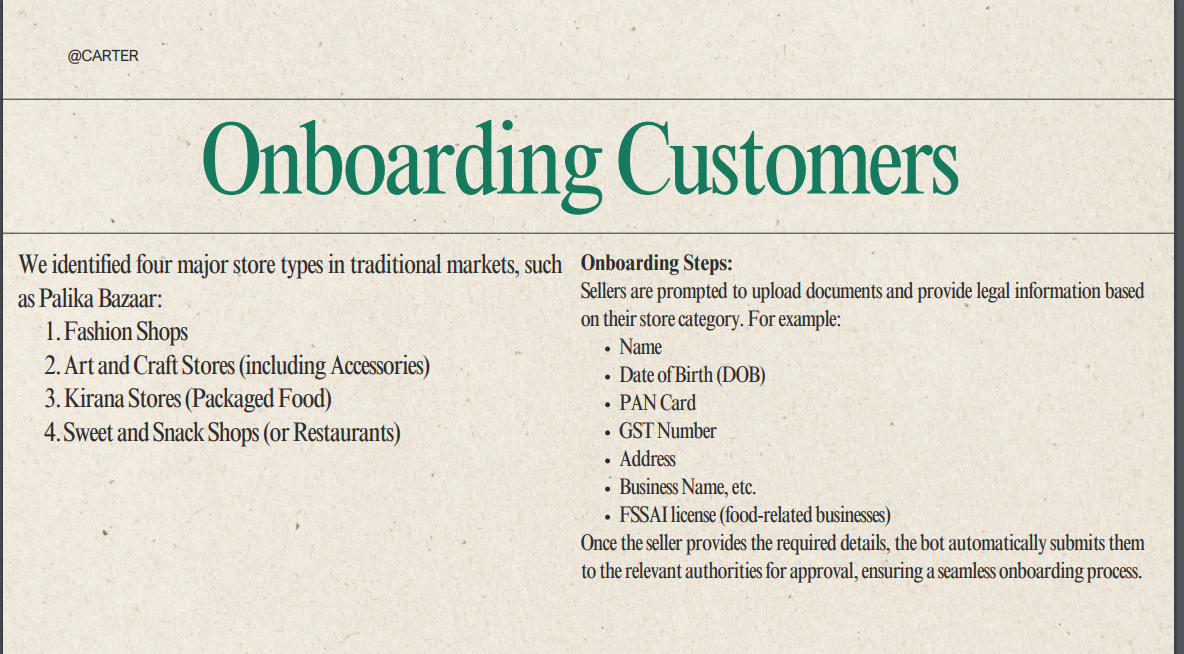 @CARTER
Onboarding Customers
We identified four major store types in traditional markets, such
as Palika Bazaar:
1. Fashion Shops
2. Art and Craft Stores (including Accessories)
3. Kirana Stores (Packaged Food)
4. Sweet and Snack Shops (or Restaurants)
Onboarding Steps:
Sellers are prompted to upload documents and provide legal information based
on their store category. For example:
• Name
• Date of Birth (DOB)
• PAN Card
• GST Number
• Address
• Business Name, etc.
• FSSAI license (food-related businesses)
Once the seller provides the required details, the bot automatically submits them
to the relevant authorities for approval, ensuring a seamless onboarding process.